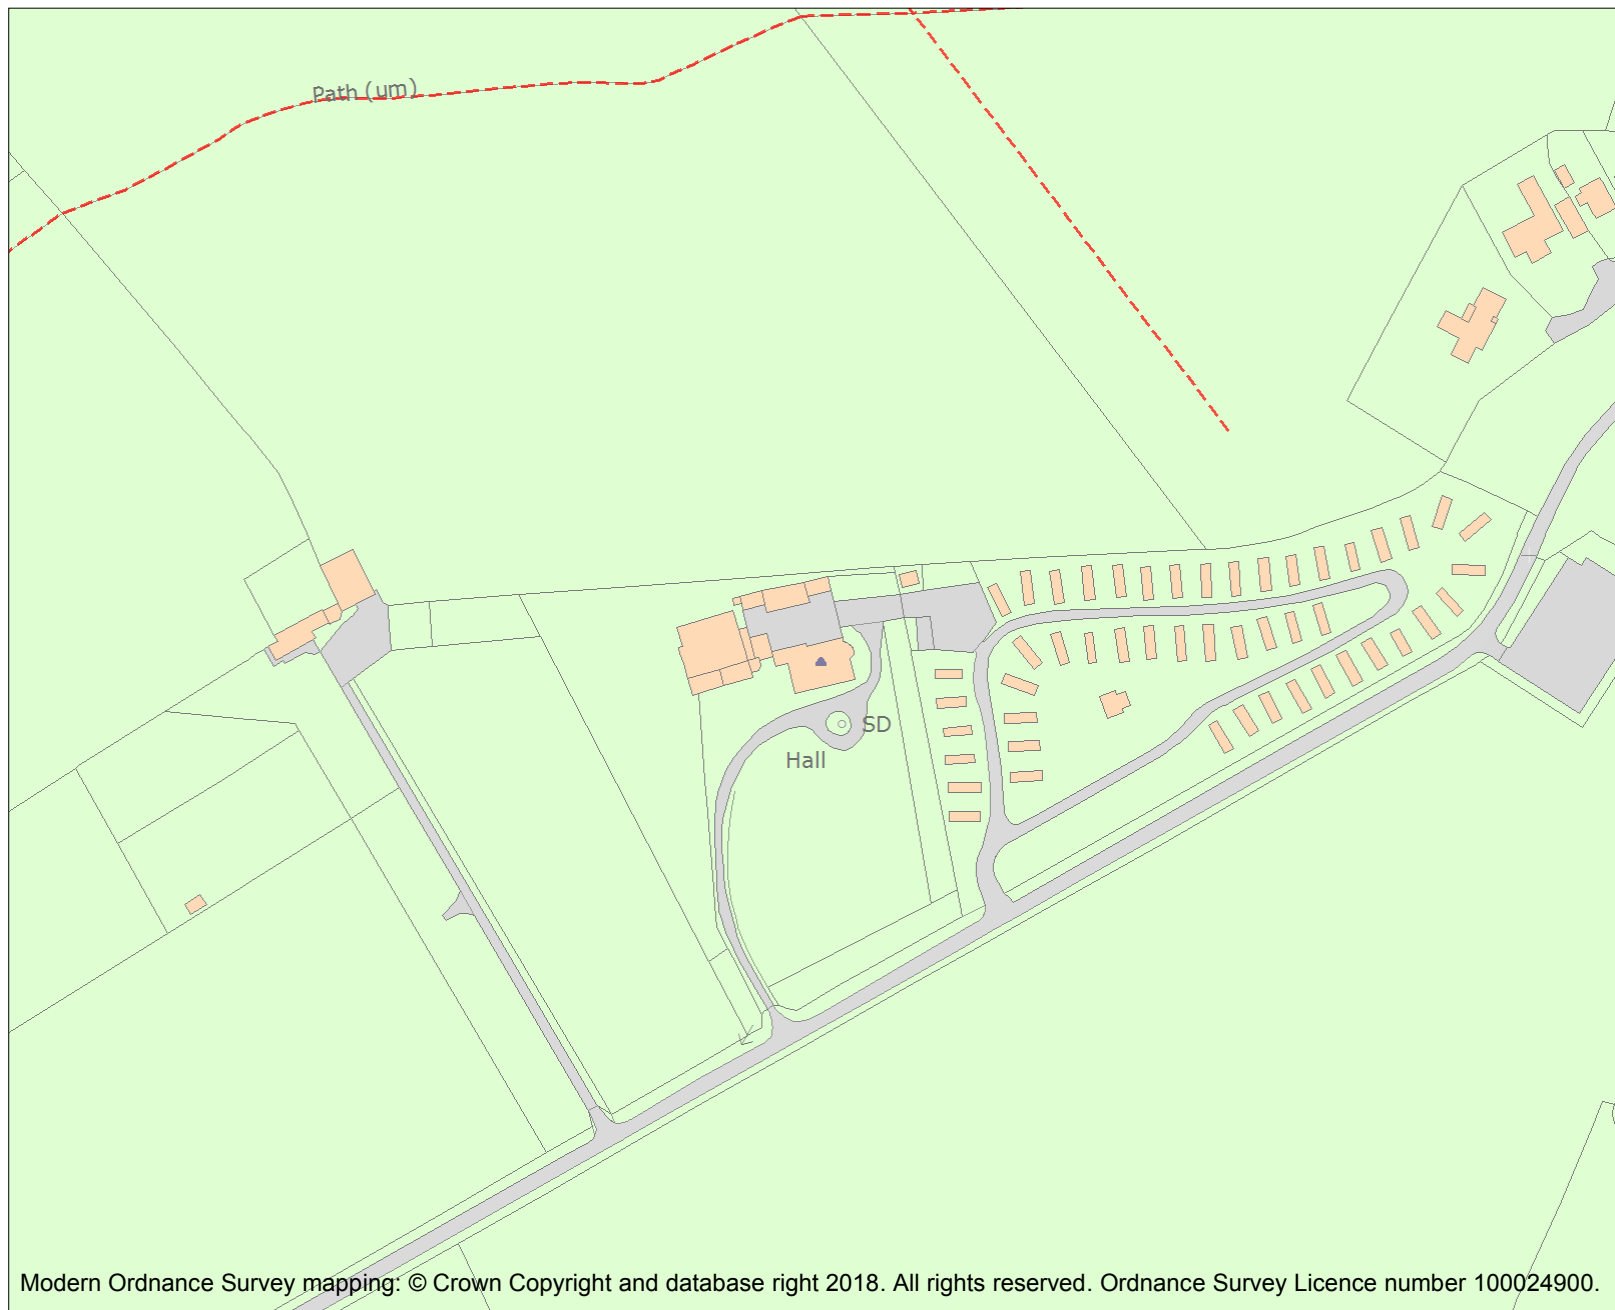 Path (um)
SD
Hall
Modern Ordnance Survey mapping: © Crown Copyright and database right 2018. All rights reserved. Ordnance Survey Licence number 100024900.